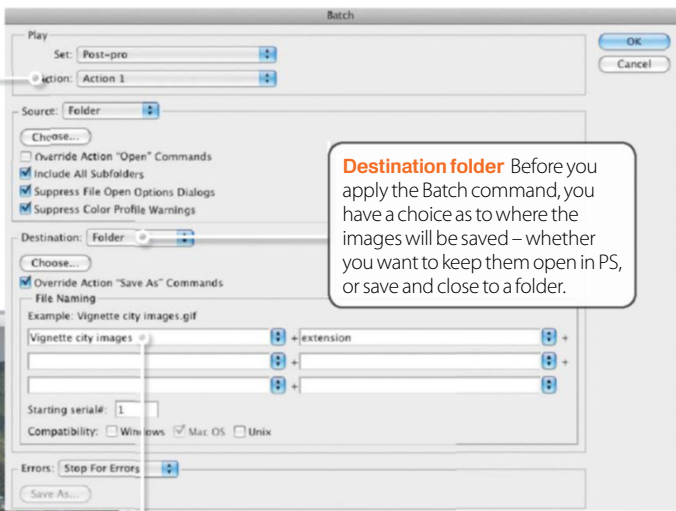 Batch
Play
Set: Post-pro
ction: Action 1
OK
Cancel
Source: Folder
Choose...
Override Action "Open" Commands
Include All Subfolders
Suppress File Open Options Dialogs
Suppress Color Profile Warnings
Destination folder Before you
apply the Batch command, you
have a choice as to where the
images will be saved – whether
you want to keep them open in PS,
or save and close to a folder.
Destination: Folder
Choose...
Override Action "Save As" Commands
File Naming
Example: Vignette city images.gif
Vignette city images + extension +
+ +
+
Starting serial#: 1
Compatibility: Windows Mac OS Unix
Errors: Stop For Errors
Save As...